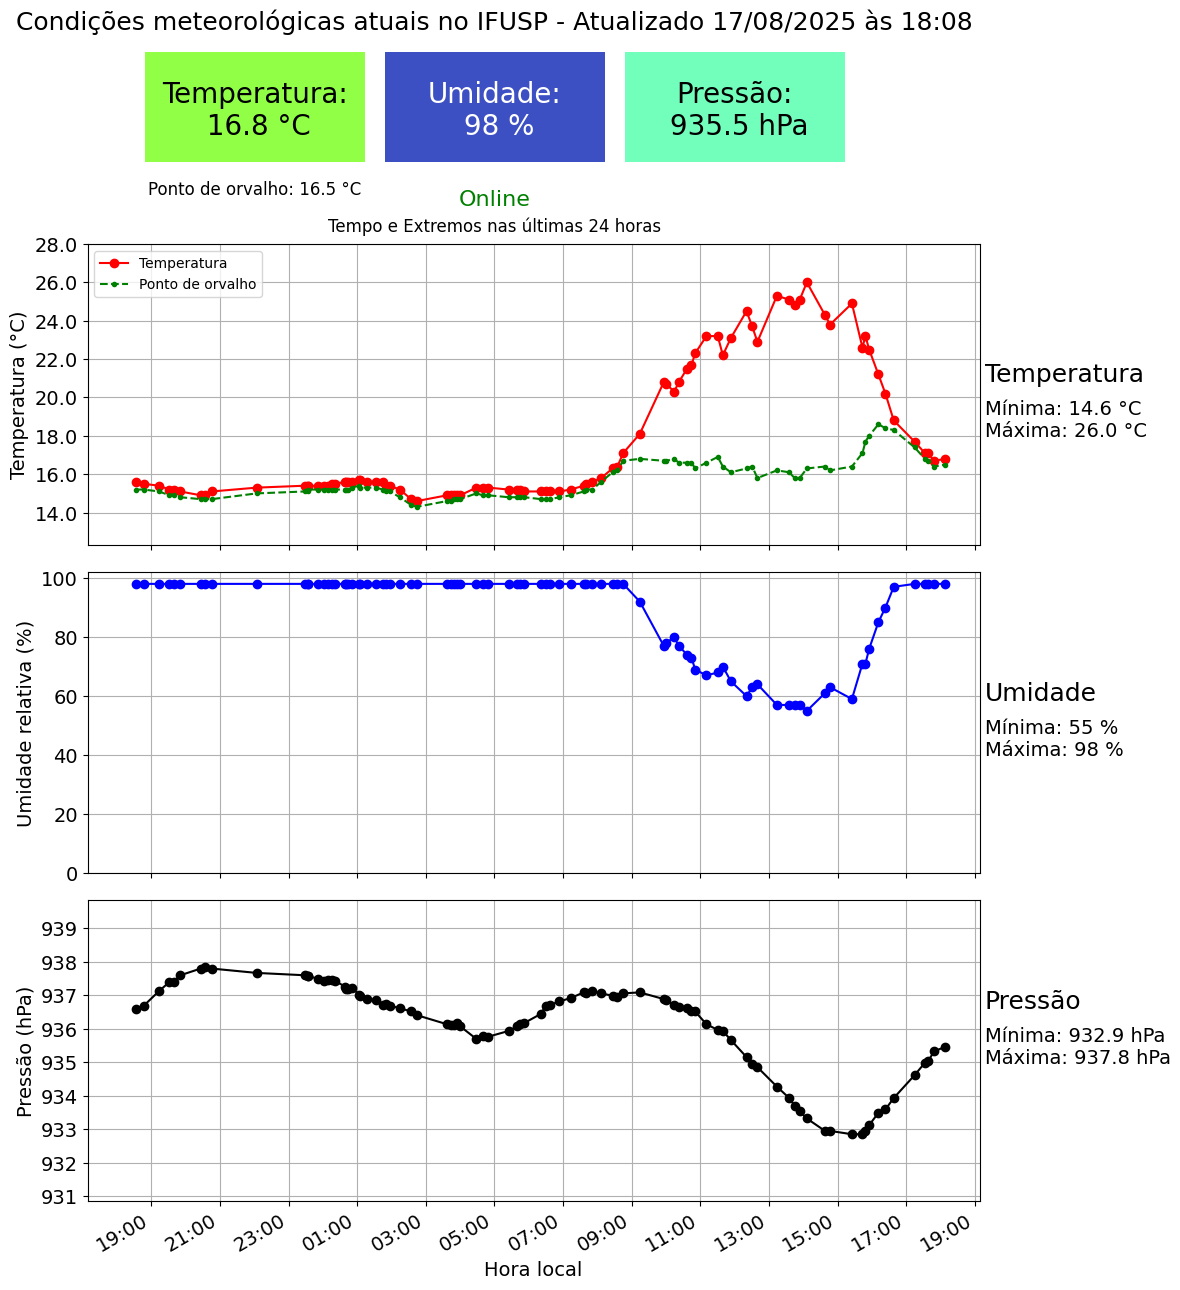 Condições meteorológicas atuais no IFUSP - Atualizado 17/08/2025 às 18:08
Temperatura:
16.8 °C
Umidade:
98 %
Pressão:
935.5 hPa
Ponto de orvalho: 16.5 °C
Online
Tempo e Extremos nas últimas 24 horas
Temperatura (°C)
28.0
26.0
24.0
22.0
20.0
18.0
16.0
14.0
Temperatura
Ponto de orvalho
Temperatura
Mínima: 14.6 °C
Máxima: 26.0 °C
Umidade relativa (%)
100
80
60
40
20
0
Umidade
Mínima: 55 %
Máxima: 98 %
Pressão (hPa)
939
938
937
936
935
934
933
932
931
Pressão
Mínima: 932.9 hPa
Máxima: 937.8 hPa
19:00 21:00 23:00 01:00 03:00 05:00 07:00 09:00 11:00 13:00 15:00 17:00 19:00
Hora local